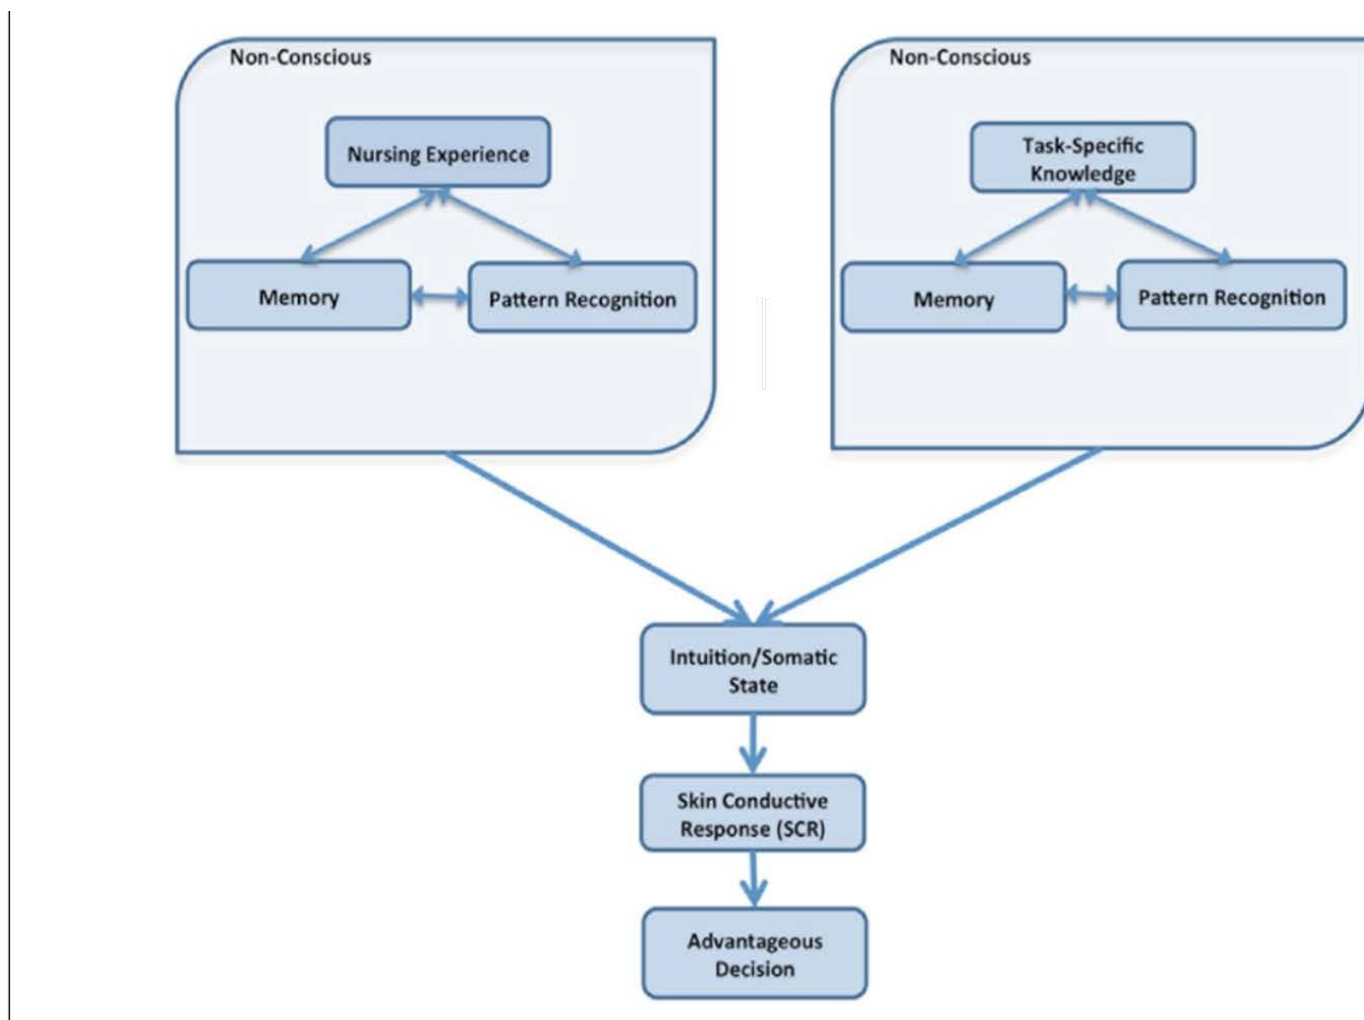 Non-Conscious
Nursing Experience
Memory
Pattern Recognition
Non-Conscious
Task-Specific
Knowledge
Memory
Pattern Recognition
Intuition/Somatic
State
Skin Conductive
Response (SCR)
Advantageous
Decision